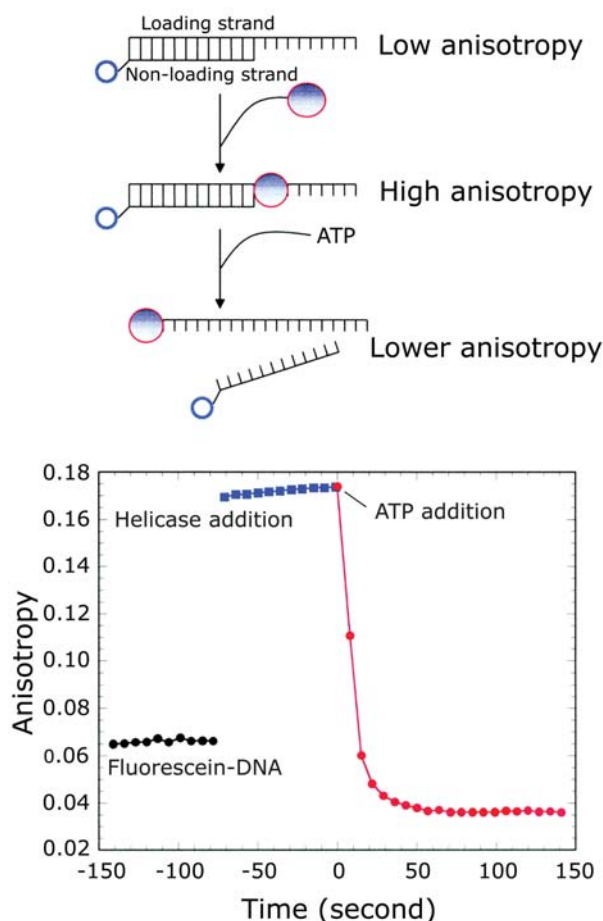 Loading strand
Low anisotropy
Non-loading strand
High anisotropy
ATP
Lower anisotropy
0.18
0.16
0.14
0.12
0.10
0.08
0.06
0.04
0.02
Anisotropy
Helicase addition
ATP addition
Fluorescein-DNA
-150 -100 -50 0 50 100 150
Time (second)